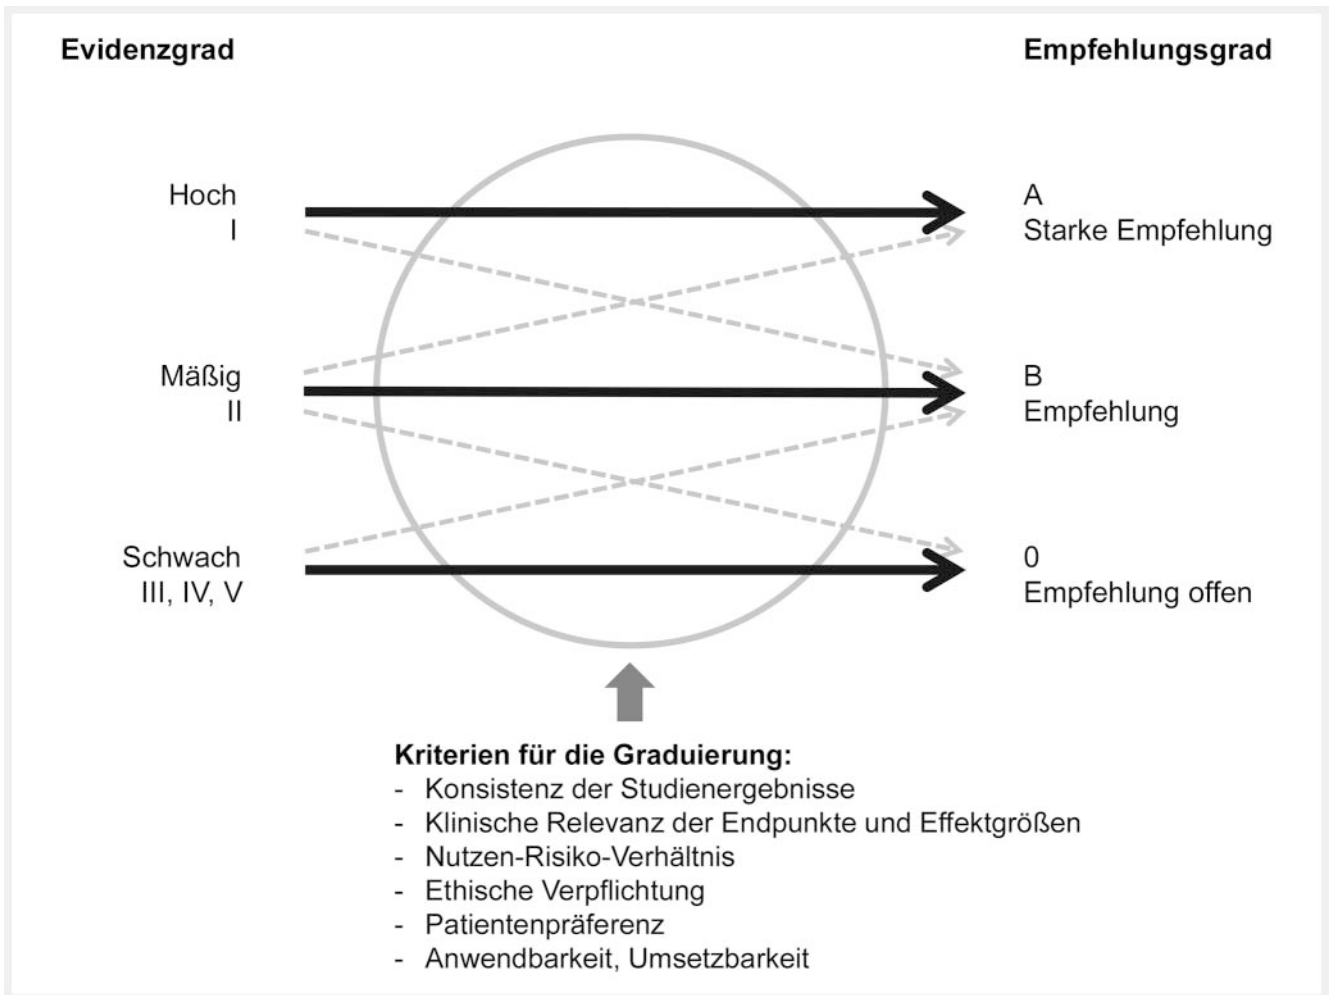 Evidenzgrad
Empfehlungsgrad
Hoch
I
A
Starke Empfehlung
Mäßig
II
B
Empfehlung
Schwach
III, IV, V
0
Empfehlung offen
Kriterien für die Graduierung:
- Konsistenz der Studienergebnisse
- Klinische Relevanz der Endpunkte und Effektgrößen
- Nutzen-Risiko-Verhältnis
- Ethische Verpflichtung
- Patientenpräferenz
- Anwendbarkeit, Umsetzbarkeit